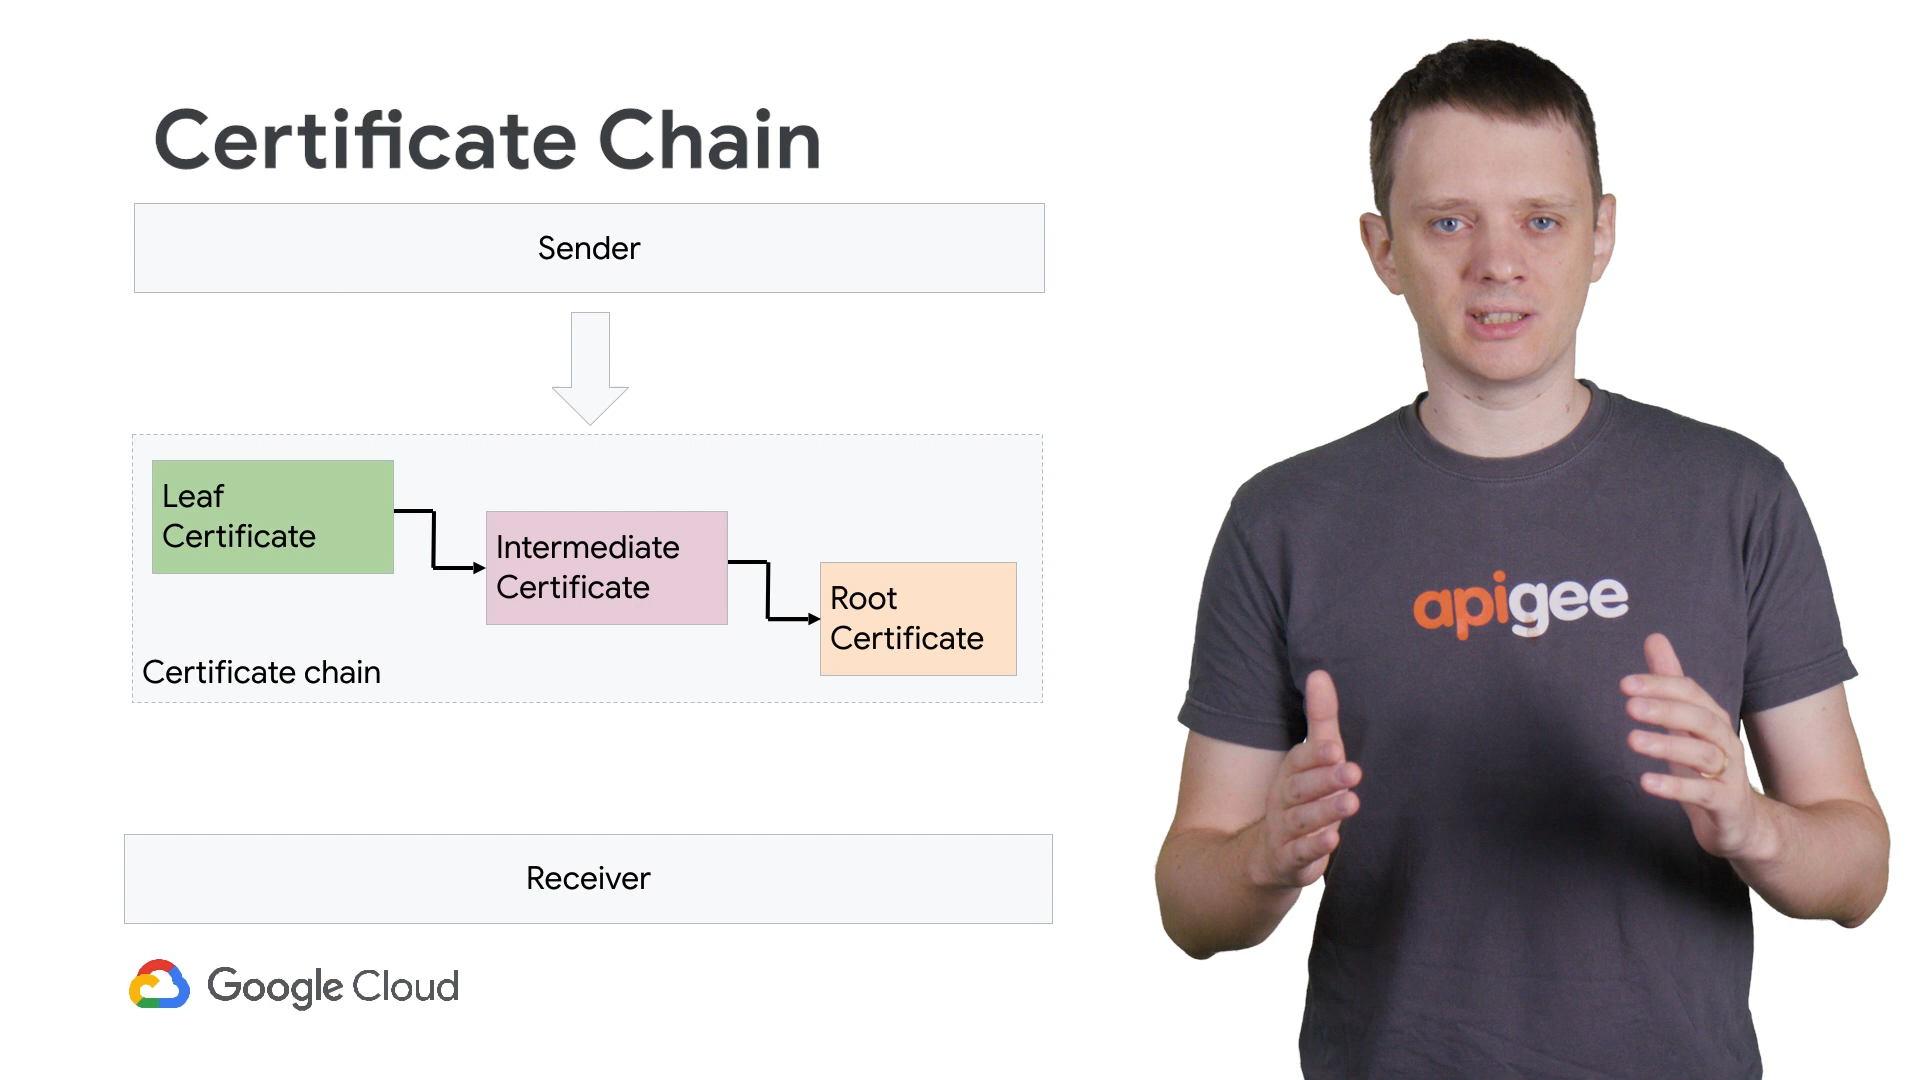 Certificate Chain
Sender
Leaf
Certificate
Intermediate
Certificate
Root
Certificate
Certificate chain
Receiver
Google Cloud
apigee